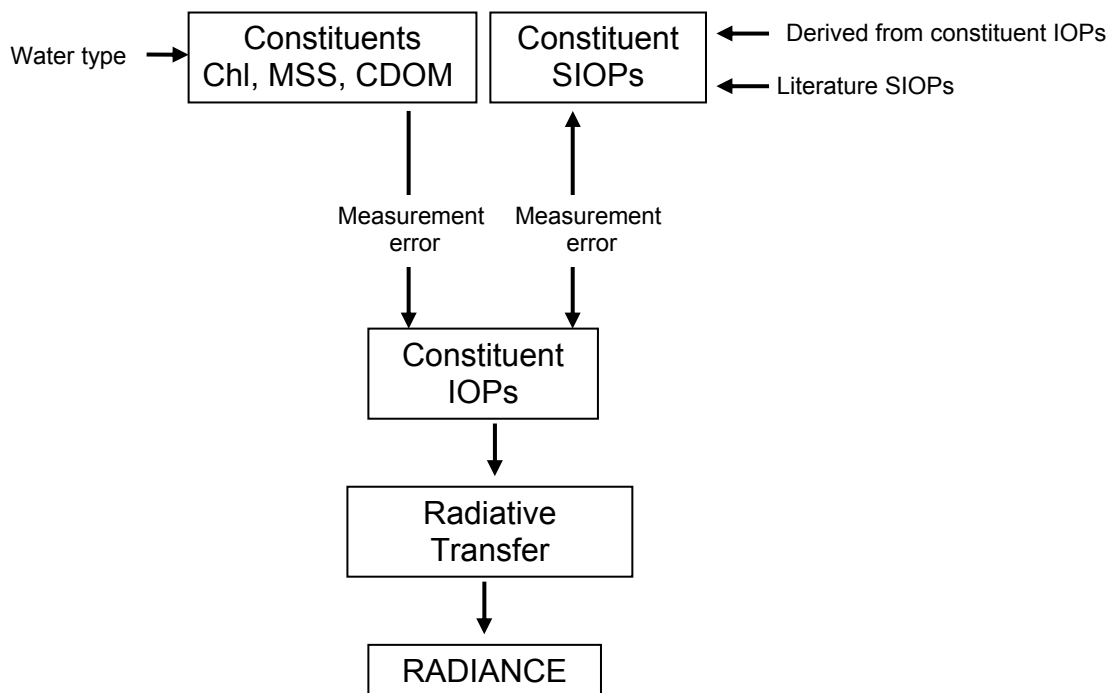 Water type
Constituents
Chl, MSS, CDOM
Constituent
SIOPs
Derived from constituent IOPs
Literature SIOPs
Measurement
error
Measurement
error
Constituent
IOPs
Radiative
Transfer
RADIANCE